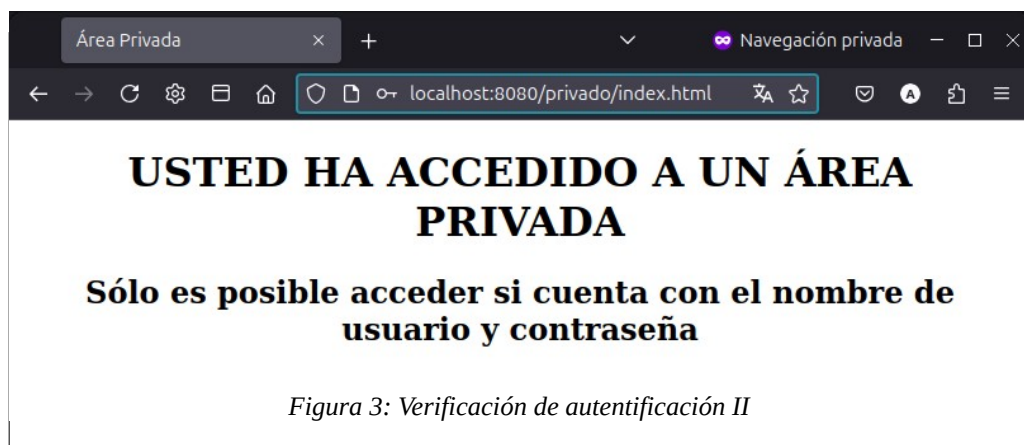 Área Privada
Navegación privada
localhost:8080/privado/index.html
A
USTED HA ACCEDIDO A UN ÁREA
PRIVADA
Sólo es posible acceder si cuenta con el nombre de
usuario y contraseña
Figura 3: Verificación de autentificación II